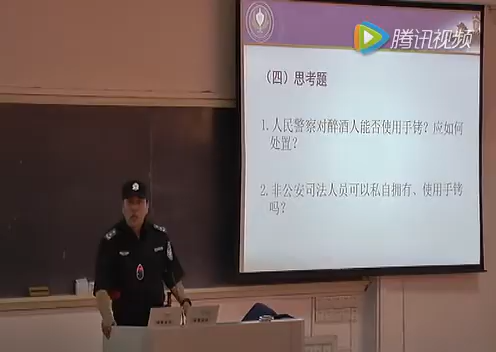 腾讯视频
（四）思考题
1. 人民警察对醉酒人能否使用手铐？应如何
处置？
2. 非公安司法人员可以私自拥有、使用手铐
吗？